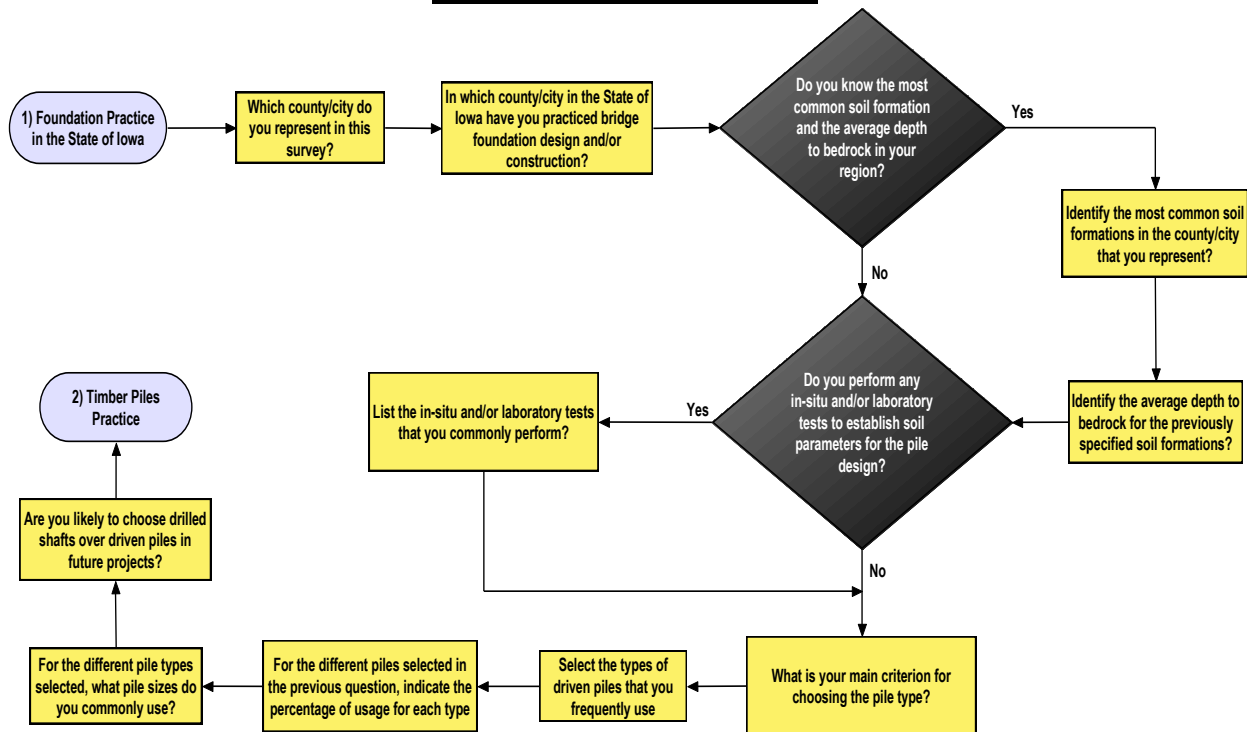 1) Foundation Practice
in the State of Iowa
Which county/city do
you represent in this
survey?
In which county/city in the State of
Iowa have you practiced bridge
foundation design and/or
construction?
Do you know the most
common soil formation
and the average depth
to bedrock in your
region?
Yes
Identify the most common soil
formations in the county/city
that you represent?
No
Identify the average depth to
bedrock for the previously
specified soil formations?
Do you perform any
in-situ and/or laboratory
tests to establish soil
parameters for the pile
design?
Yes
List the in-situ and/or laboratory tests
that you commonly perform?
No
What is your main criterion for
choosing the pile type?
Select the types of
driven piles that you
frequently use
For the different piles selected in
the previous question, indicate the
percentage of usage for each type
For the different pile types
selected, what pile sizes do
you commonly use?
Are you likely to choose drilled
shafts over driven piles in
future projects?
2) Timber Piles
Practice